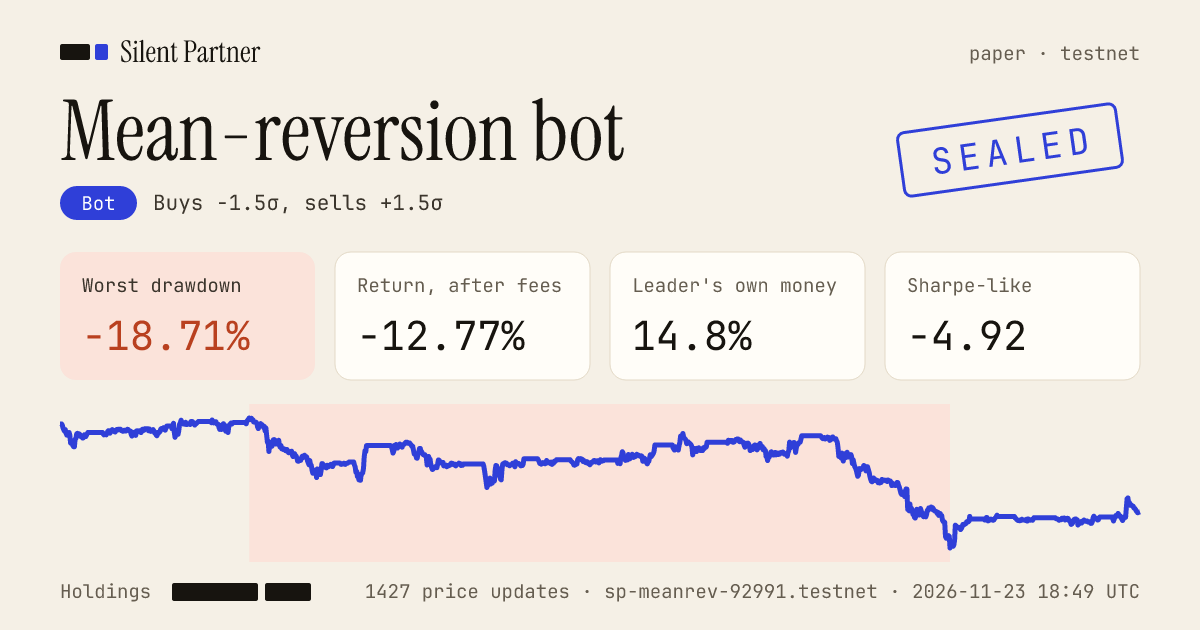 Silent Partner
paper · testnet
Mean-reversion bot
SEALED
Bot
Buys -1.5σ, sells +1.5σ
Worst drawdown
-18.71%
Return, after fees
-12.77%
Leader's own money
14.8%
Sharpe-like
-4.92
Holdings
1427 price updates · sp-meanrev-92991.testnet · 2026-11-23 18:49 UTC